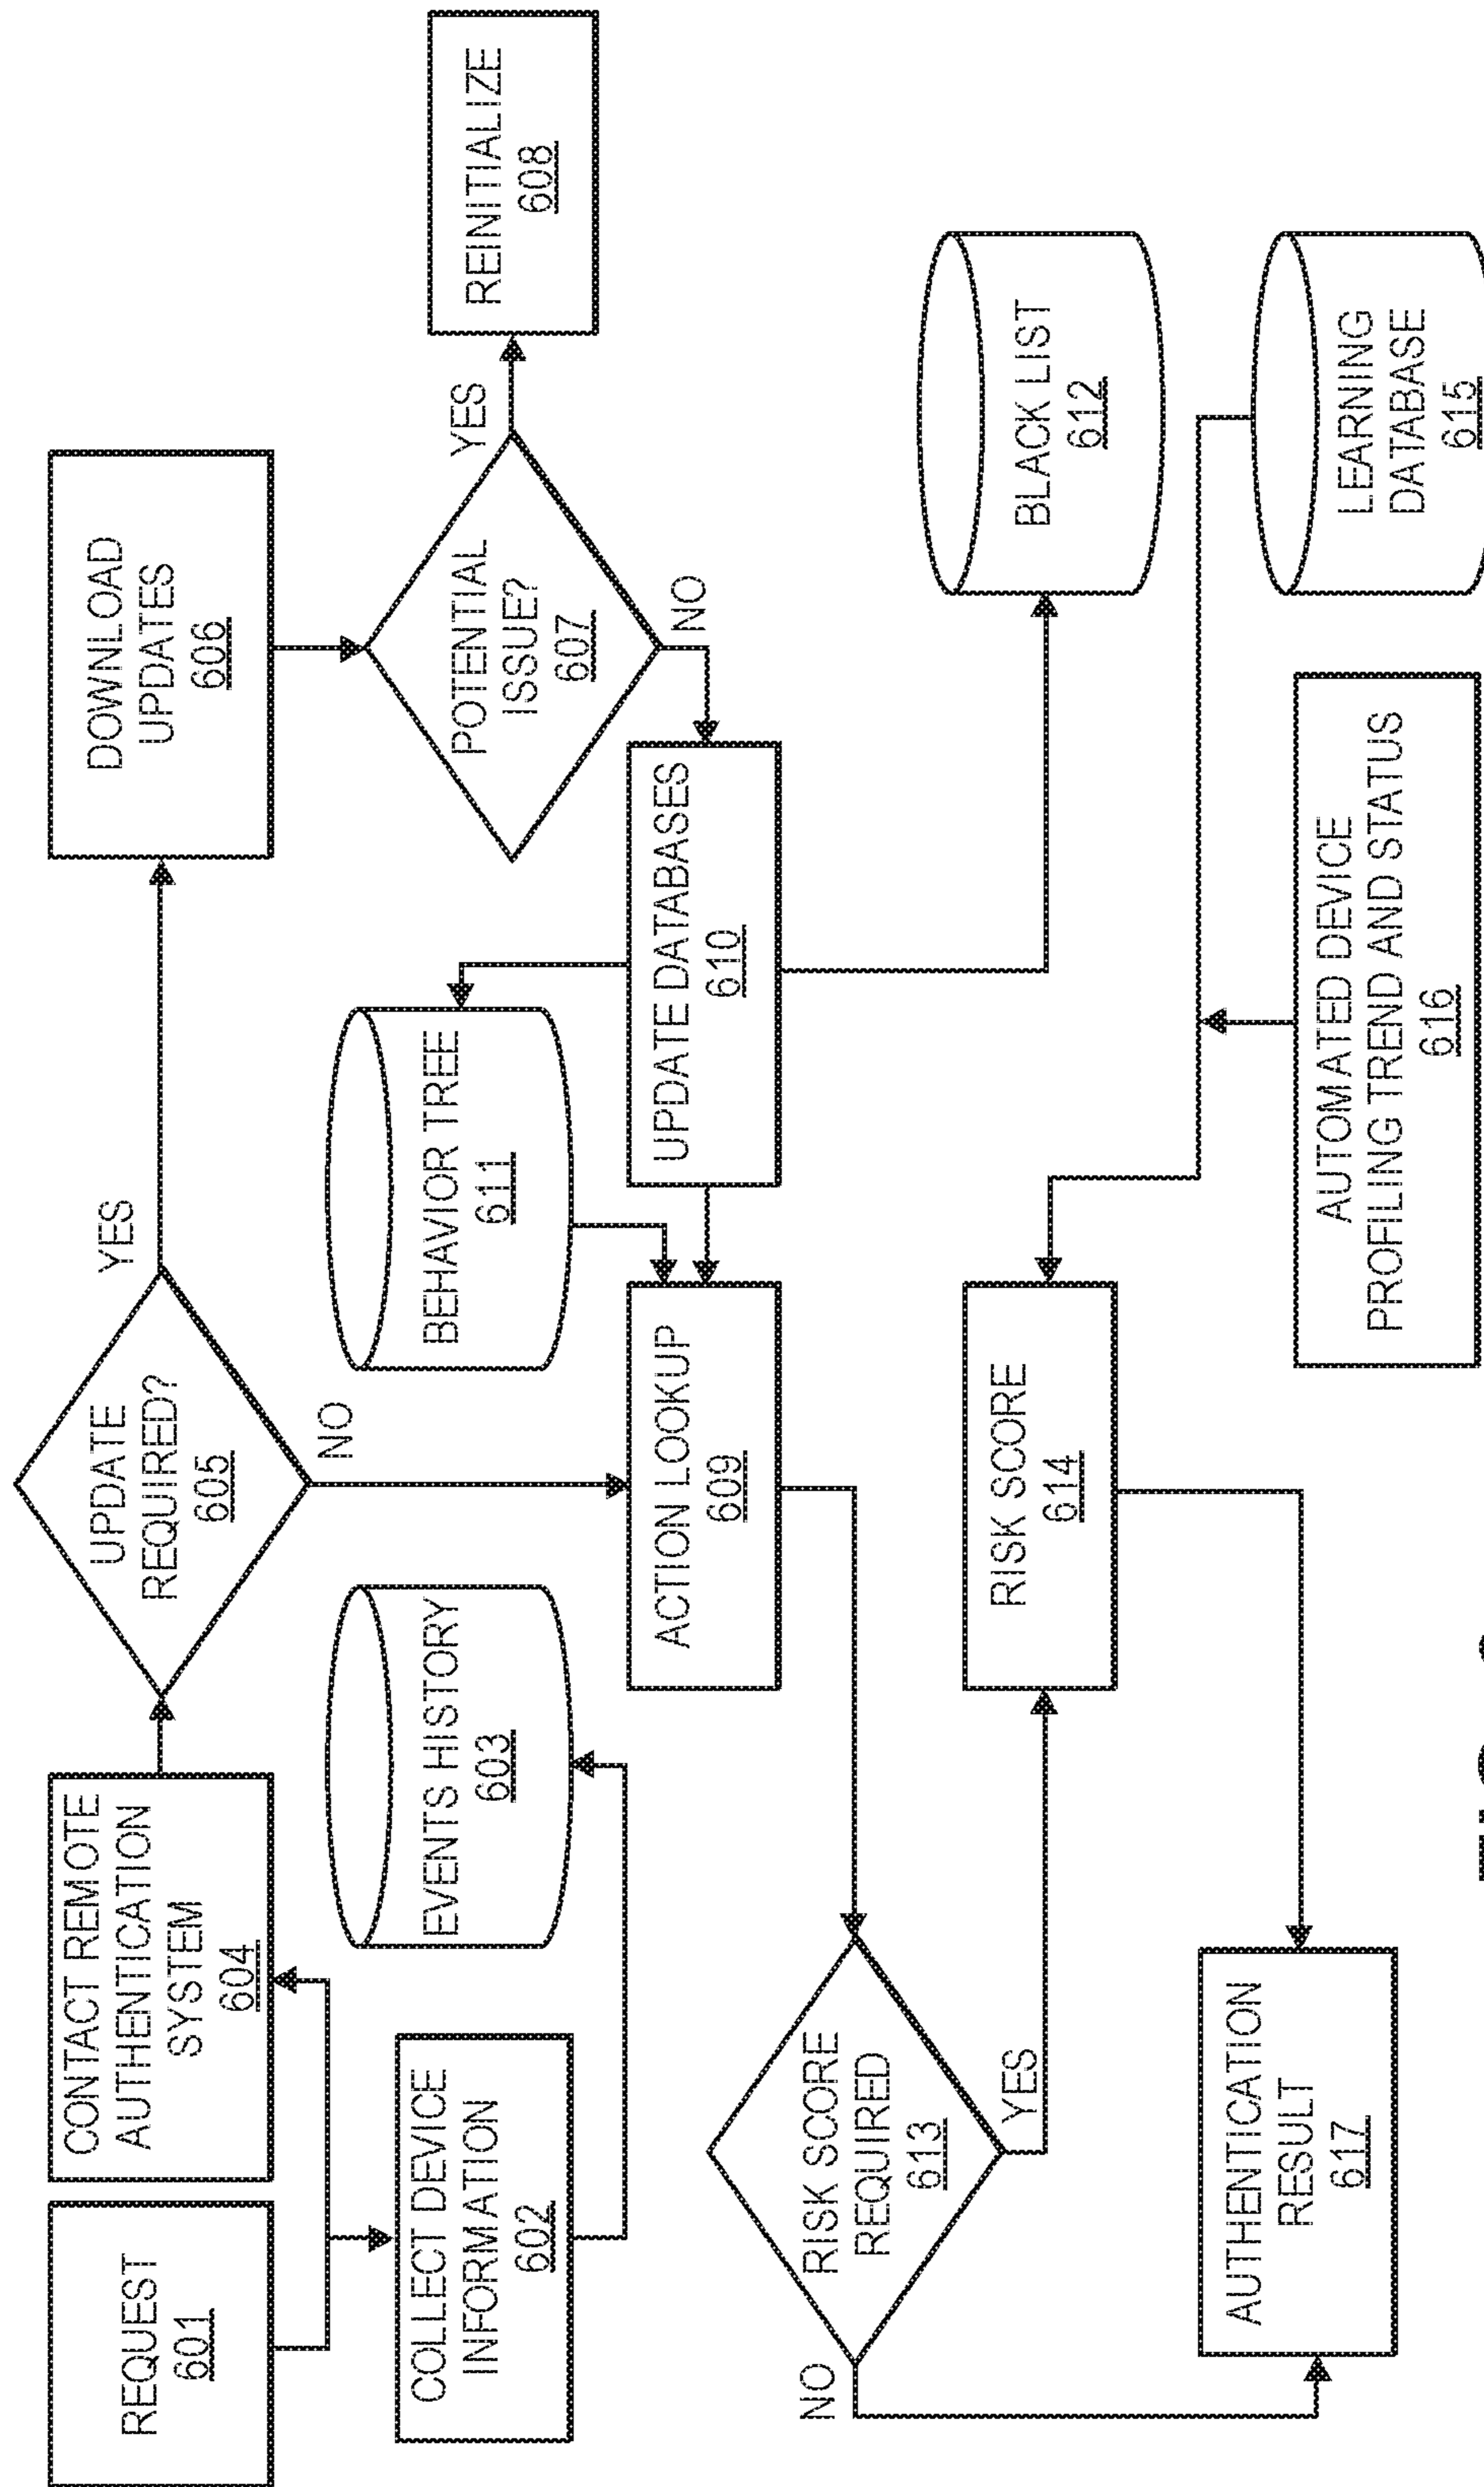 REQUEST
601
CONTACT REMOTE
AUTHENTICATION
SYSTEM
604
UPDATE
REQUIRED?
605
YES
NO
DOWNLOAD
UPDATES
606
COLLECT DEVICE
INFORMATION
602
EVENTS HISTORY
603
BEHAVIOR TREE
611
POTENTIAL
ISSUE?
607
YES
NO
REINITIALIZE
608
ACTION LOOKUP
609
UPDATE DATABASES
610
RISK SCORE
REQUIRED
613
NO
YES
RISK SCORE
614
BLACK LIST
612
AUTHENTICATION
RESULT
617
AUTOMATED DEVICE
PROFILING TREND AND STATUS
616
LEARNING
DATABASE
615